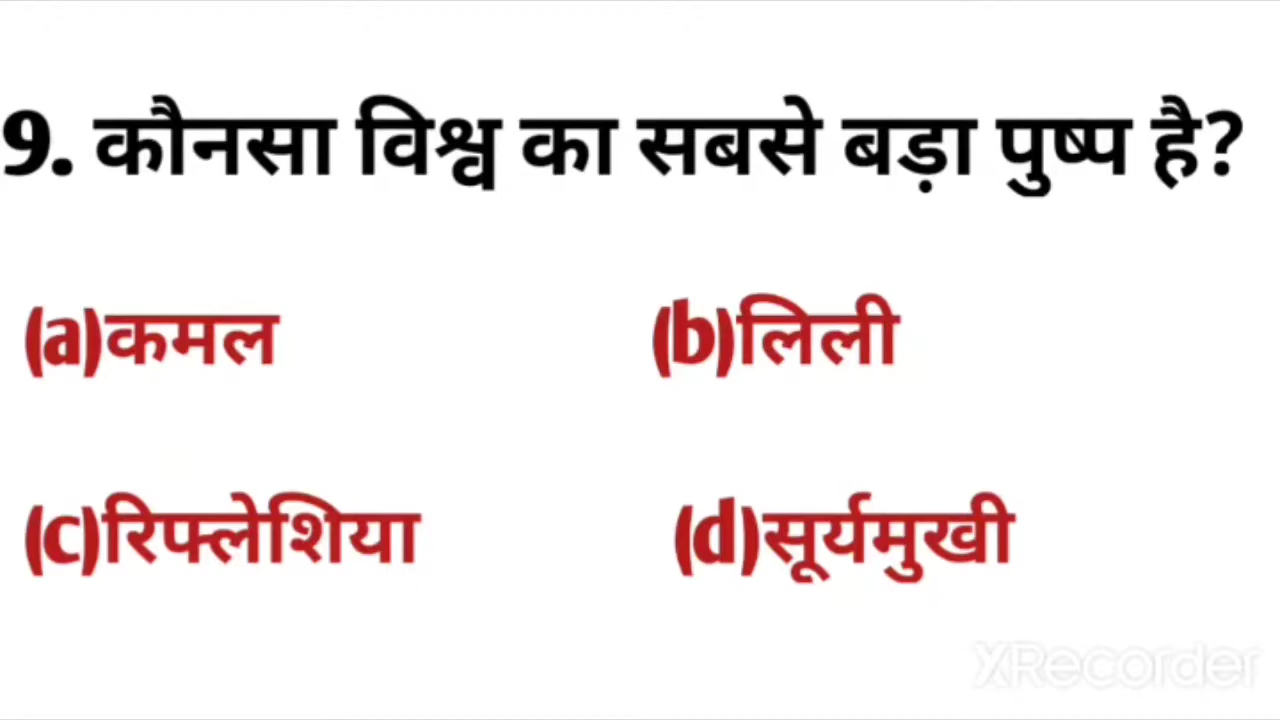 9. कौनसा विश्व का सबसे बड़ा पुष्प है?
(a)कमल (b)लिली
(c)रिफ्लेशिया (d)सूर्यमुखी
XRecorder